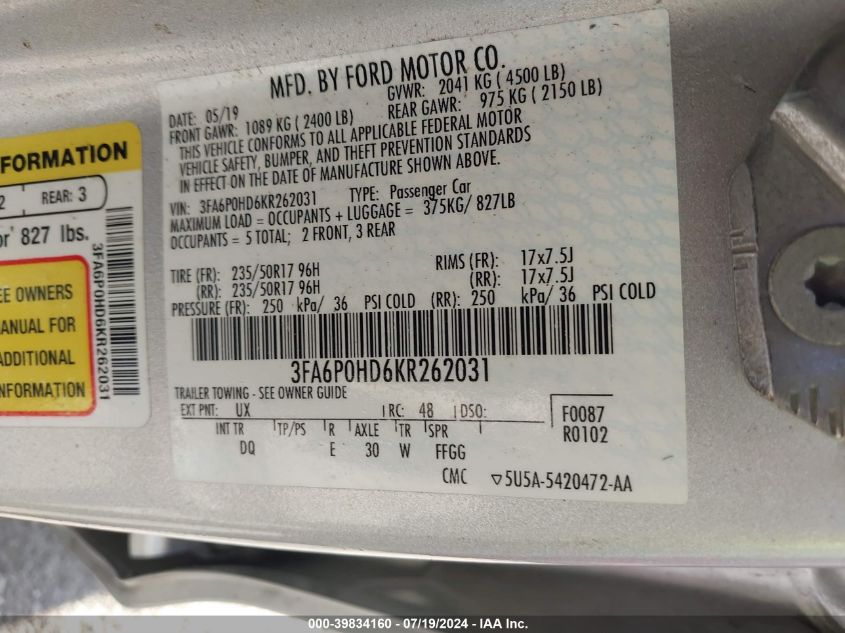 MFD. BY FORD MOTOR CO.
DATE: 05/19 GVWR: 2041 KG ( 4500 LB)
FRONT GAWR: 1089 KG ( 2400 LB) REAR GAWR: 975 KG ( 2150 LB)
THIS VEHICLE CONFORMS TO ALL APPLICABLE FEDERAL MOTOR
VEHICLE SAFETY, BUMPER, AND THEFT PREVENTION STANDARDS
IN EFFECT ON THE DATE OF MANUFACTURE SHOWN ABOVE.
VIN: 3FA6P0HD6KR262031 TYPE: Passenger Car
MAXIMUM LOAD = OCCUPANTS + LUGGAGE = 375KG/ 827LB
OCCUPANTS = 5 TOTAL; 2 FRONT, 3 REAR
TIRE (FR): 235/50R17 96H RIMS (FR): 17x7.5J
(RR): 235/50R17 96H (RR): 17x7.5J
PRESSURE (FR): 250 kPa/ 36 PSI COLD (RR): 250 kPa/ 36 PSI COLD
3FA6P0HD6KR262031
TRAILER TOWING - SEE OWNER GUIDE
EXT PNT: UX RC: 48 DSO: F0087
R0102
INT TR TP/PS R AXLE TR SPR
DQ E 30 W FFGG
CMC 5U5A-5420472-AA
FORMATION
2 REAR: 3
or 827 lbs.
EE OWNERS
MANUAL FOR
ADDITIONAL
NFORMATION
3FA6P0HD6KR262031
000-39834160 - 07/19/2024 - IAA Inc.